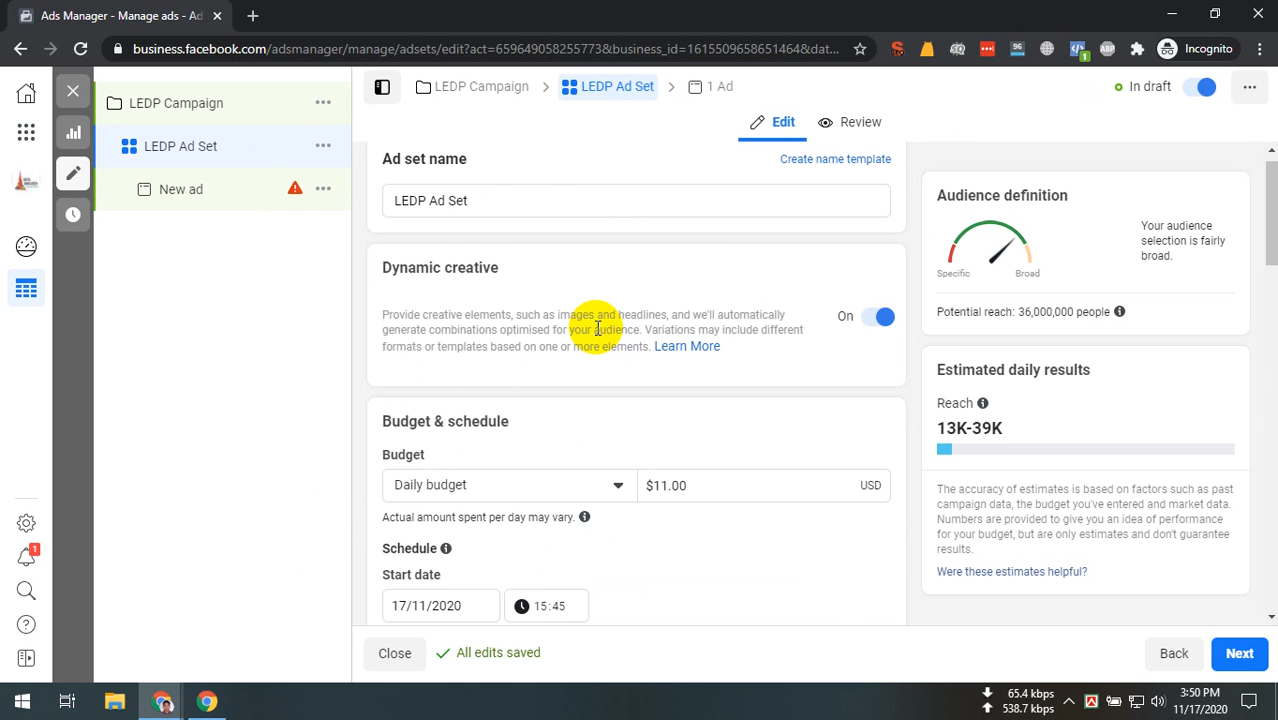 Ads Manager - Manage ads - Ad
business.facebook.com/adsmanager/manage/adsets/edit?act=659649058255773&business_id=1615509658651464&dat...
96
1
ABP
Incognito
LEDP Campaign
LEDP Ad Set
New ad
LEDP Campaign
LEDP Ad Set
1 Ad
In draft
Edit
Review
Ad set name
Create name template
LEDP Ad Set
Dynamic creative
Provide creative elements, such as images and headlines, and we'll automatically
generate combinations optimised for your audience. Variations may include different
formats or templates based on one or more elements. Learn More
On
Budget & schedule
Budget
Daily budget
$11.00
USD
Actual amount spent per day may vary.
Schedule
Start date
17/11/2020
15:45
Audience definition
Specific
Broad
Your audience
selection is fairly
broad.
Potential reach: 36,000,000 people
Estimated daily results
Reach
13K-39K
The accuracy of estimates is based on factors such as past
campaign data, the budget you've entered and market data.
Numbers are provided to give you an idea of performance
for your budget, but are only estimates and don't guarantee
results.
Were these estimates helpful?
1
Close
All edits saved
Back
Next
65.4 kbps
538.7 kbps
3:50 PM
11/17/2020